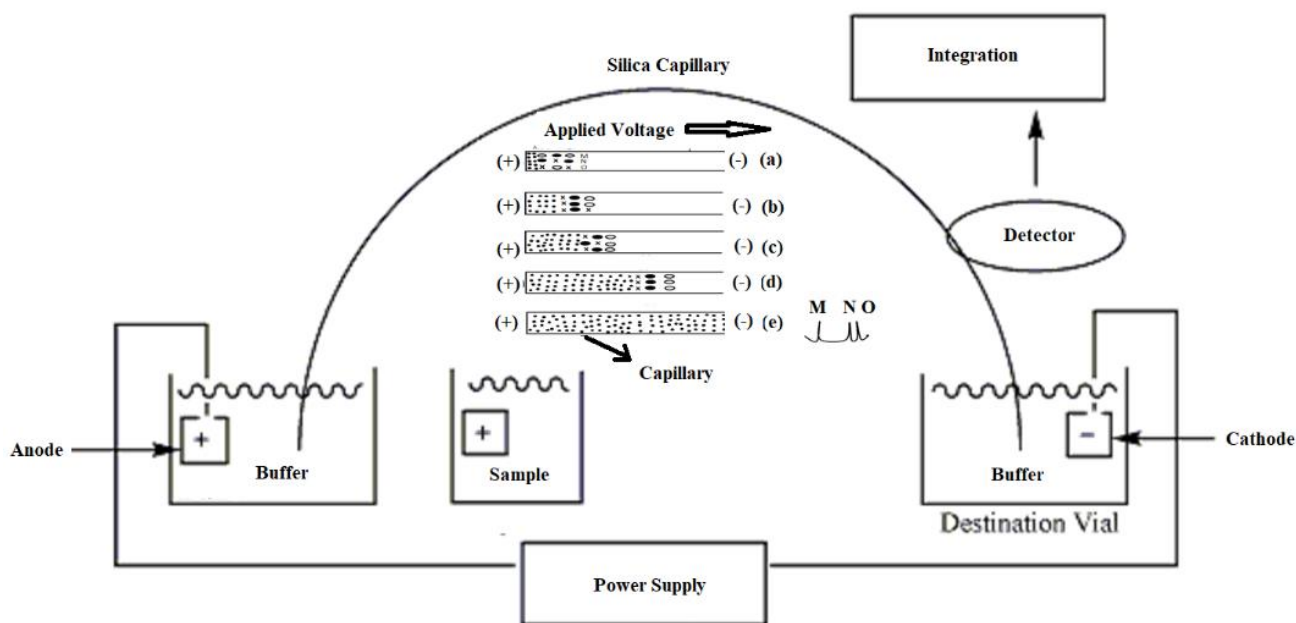 Integration
Silica Capillary
Applied Voltage
(+) M N O (-) (a)
(+) (-) (b)
(+) (-) (c)
Detector
(+) (-) (d)
M N O
(+) (-) (e)
Capillary
+
+
-
Anode
Cathode
Buffer
Sample
Buffer
Destination Vial
Power Supply